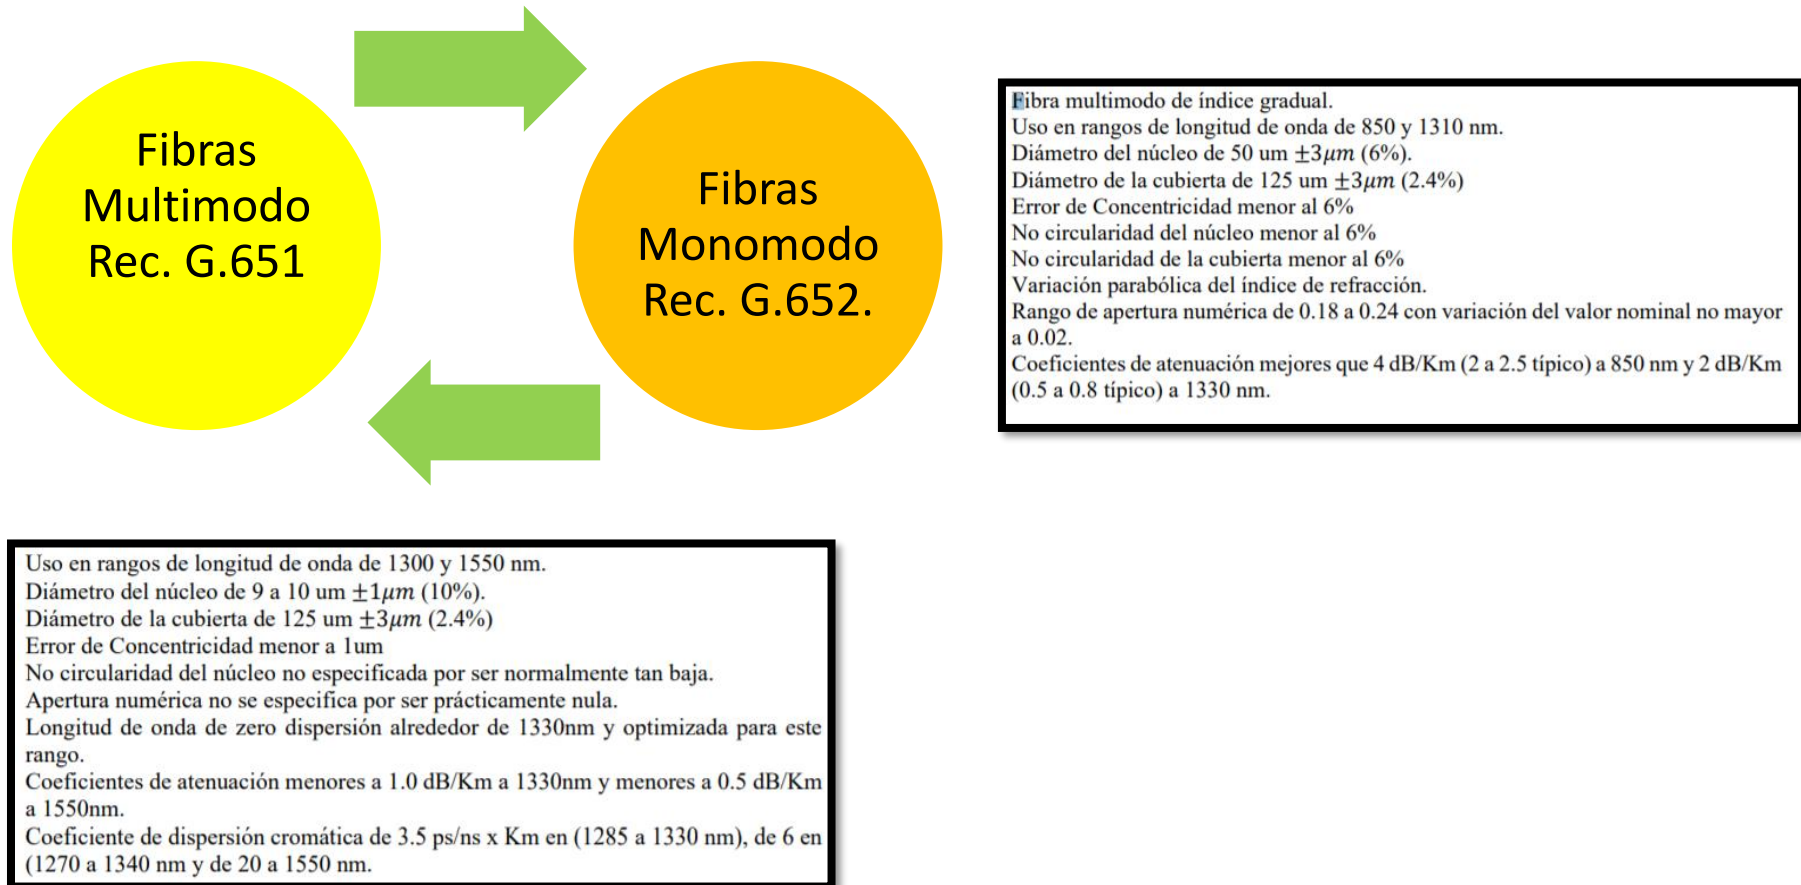 Fibras
Multimodo
Rec. G.651
Fibras
Monomodo
Rec. G.652.
Fibra multimodo de índice gradual.
Uso en rangos de longitud de onda de 850 y 1310 nm.
Diámetro del núcleo de 50 um ±3μm (6%).
Diámetro de la cubierta de 125 um ±3μm (2.4%)
Error de Concentricidad menor al 6%
No circularidad del núcleo menor al 6%
No circularidad de la cubierta menor al 6%
Variación parabólica del índice de refracción.
Rango de apertura numérica de 0.18 a 0.24 con variación del valor nominal no mayor
a 0.02.
Coeficientes de atenuación mejores que 4 dB/Km (2 a 2.5 típico) a 850 nm y 2 dB/Km
(0.5 a 0.8 típico) a 1330 nm.
Uso en rangos de longitud de onda de 1300 y 1550 nm.
Diámetro del núcleo de 9 a 10 um ±1μm (10%).
Diámetro de la cubierta de 125 um ±3μm (2.4%)
Error de Concentricidad menor a 1um
No circularidad del núcleo no especificada por ser normalmente tan baja.
Apertura numérica no se especifica por ser prácticamente nula.
Longitud de onda de zero dispersión alrededor de 1330nm y optimizada para este
rango.
Coeficientes de atenuación menores a 1.0 dB/Km a 1330nm y menores a 0.5 dB/Km
a 1550nm.
Coeficiente de dispersión cromática de 3.5 ps/ns x Km en (1285 a 1330 nm), de 6 en
(1270 a 1340 nm y de 20 a 1550 nm.